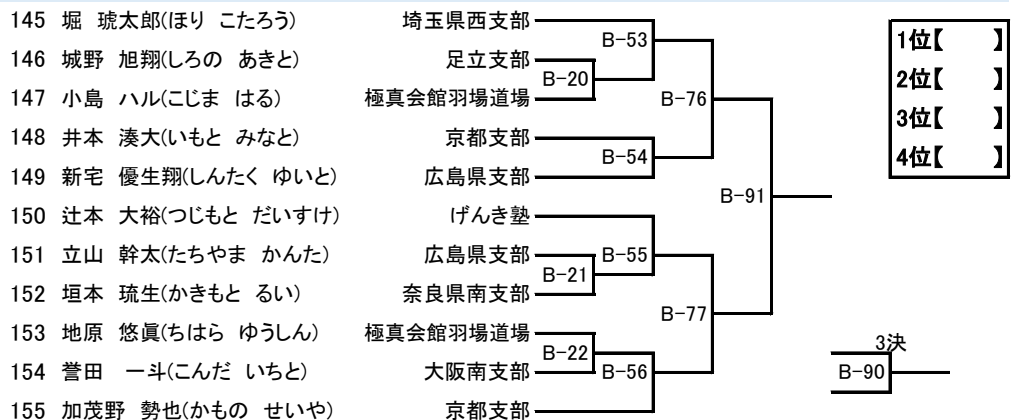 145 堀 琥太郎(ほり こたろう) 埼玉県西支部
B-53
146 城野 旭翔(しろの あきと) 足立支部
B-20
147 小島 ハル(こじま はる) 極真会館羽場道場
B-76
148 井本 湊大(いもと みなと) 京都支部
B-54
149 新宅 優生翔(しんたく ゆいと) 広島県支部
B-91
150 辻本 大裕(つじもと だいすけ) げんき塾
151 立山 幹太(たちやま かんた) 広島県支部
B-55
B-21
152 垣本 琉生(かきもと るい) 奈良県南支部
B-77
153 地原 悠眞(ちはら ゆうしん) 極真会館羽場道場
B-22
154 誉田 一斗(こんだ いちと) 大阪南支部
B-56
155 加茂野 勢也(かもの せいや) 京都支部
1位【 】
2位【 】
3位【 】
4位【 】
3決
B-90